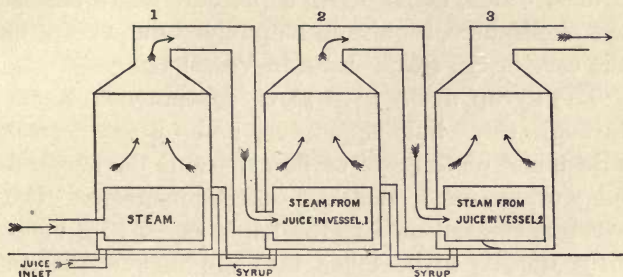 1
2
3
STEAM.
STEAM FROM
JUICE IN VESSEL.1
STEAM FROM
JUICE IN VESSEL.2
JUICE
INLET
SYRUP
SYRUP